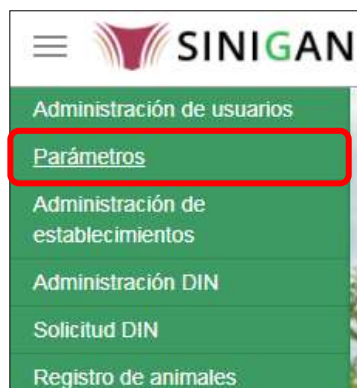 SINIGAN
Administración de usuarios
Parámetros
Administración de
establecimientos
Administración DIN
Solicitud DIN
Registro de animales